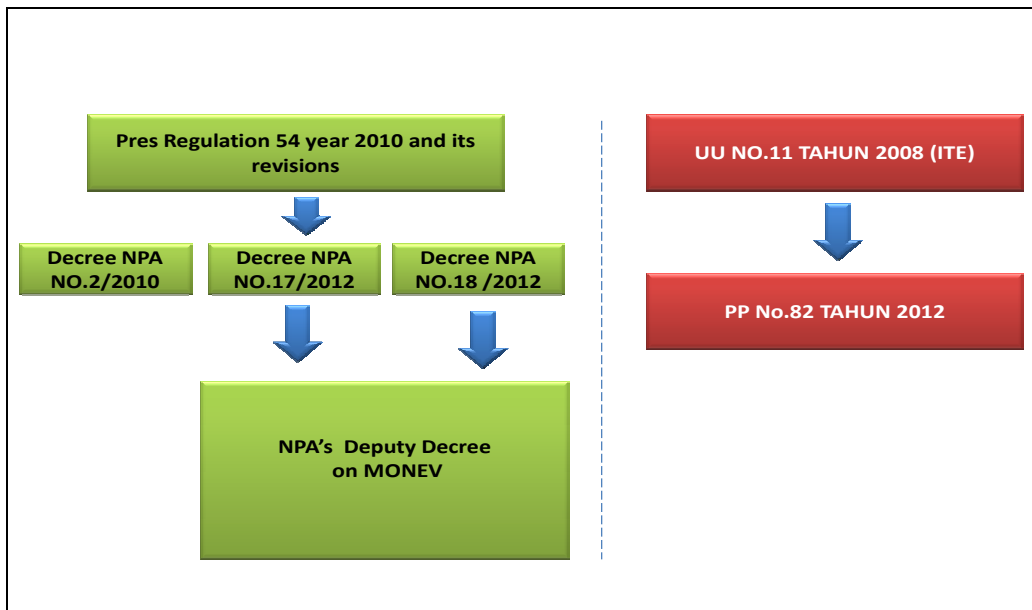 Pres Regulation 54 year 2010 and its
revisions
Decree NPA
NO.2/2010
Decree NPA
NO.17/2012
Decree NPA
NO.18 /2012
NPA's  Deputy Decree
on MONEV
UU NO.11 TAHUN 2008 (ITE)
PP No.82 TAHUN 2012